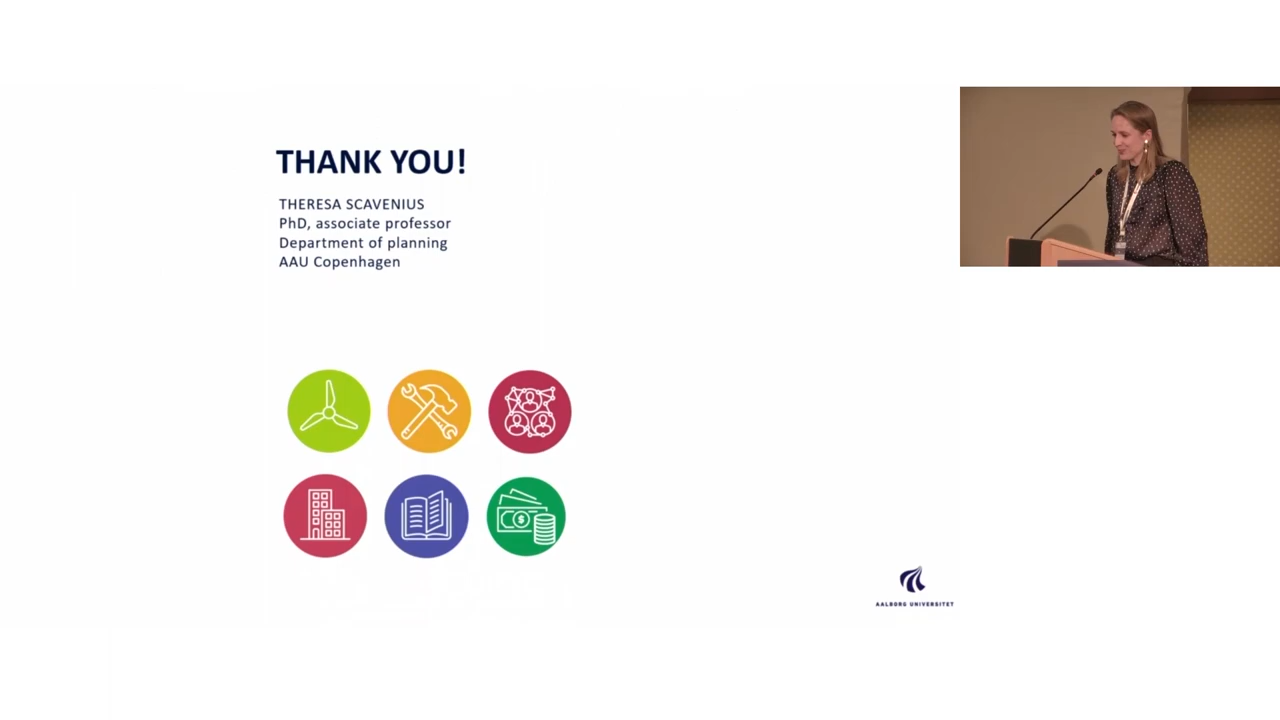 THANK YOU!
THERESA SCAVENIUS
PhD, associate professor
Department of planning
AAU Copenhagen
AALBORG UNIVERSITET